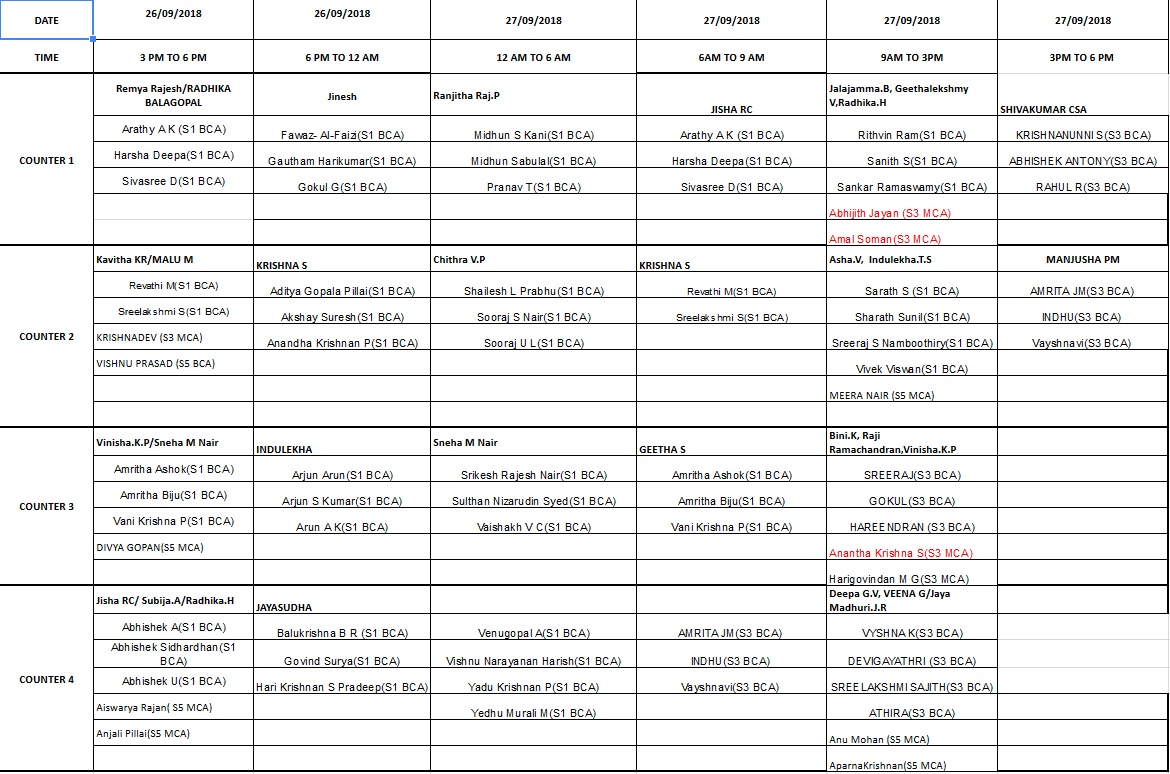 DATE 26/09/2018 26/09/2018 27/09/2018 27/09/2018 27/09/2018 27/09/2018
TIME 3 PM TO 6 PM 6 PM TO 12 AM 12 AM TO 6 AM 6AM TO 9 AM 9AM TO 3PM 3PM TO 6 PM
COUNTER 1
Remya Rajesh/RADHIKA
BALAGOPAL
Jinesh
Ranjitha Raj.P
JISHA RC
Jalajamma.B, Geethalekshmy
V,Radhika.H
SHIVAKUMAR CSA
Arathy A K (S1 BCA) Fawaz- Al-Faizi(S1 BCA) Midhun S Kani(S1 BCA) Arathy A K (S1 BCA) Rithvin Ram(S1 BCA) KRISHNANUNNI S(S3 BCA)
Harsha Deepa(S1 BCA) Gautham Harikumar(S1 BCA) Midhun Sabulal(S1 BCA) Harsha Deepa(S1 BCA) Sanith S(S1 BCA) ABHISHEK ANTONY(S3 BCA)
Sivasree D(S1 BCA) Gokul G(S1 BCA) Pranav T(S1 BCA) Sivasree D(S1 BCA) Sankar Ramaswamy(S1 BCA) RAHUL R(S3 BCA)
Abhijith Jayan (S3 MCA)
Amal Soman(S3 MCA)
COUNTER 2
Kavitha KR/MALU M KRISHNA S Chithra V.P KRISHNA S Asha.V, Indulekha.T.S MANJUSHA PM
Revathi M(S1 BCA) Aditya Gopala Pillai(S1 BCA) Shailesh L Prabhu(S1 BCA) Revathi M(S1 BCA) Sarath S (S1 BCA) AMRITA JM(S3 BCA)
Sreelakshmi S(S1 BCA) Akshay Suresh(S1 BCA) Sooraj S Nair(S1 BCA) Sreelakshmi S(S1 BCA) Sharath Sunil(S1 BCA) INDHU(S3 BCA)
KRISHNADEV (S3 MCA) Anandha Krishnan P(S1 BCA) Sooraj U L(S1 BCA) Sreeraj S Namboothiry(S1 BCA) Vayshnavi(S3 BCA)
VISHNU PRASAD (S5 BCA) Vivek Viswan(S1 BCA)
MEERA NAIR (S5 MCA)
COUNTER 3
Vinisha.K.P/Sneha M Nair INDULEKHA Sneha M Nair GEETHA S
Bini.K, Raji
Ramachandran,Vinisha.K.P
Amritha Ashok(S1 BCA) Arjun Arun(S1 BCA) Srikesh Rajesh Nair(S1 BCA) Amritha Ashok(S1 BCA) SREERAJ(S3 BCA)
Amritha Biju(S1 BCA) Arjun S Kumar(S1 BCA) Sulthan Nizarudin Syed(S1 BCA) Amritha Biju(S1 BCA) GOKUL(S3 BCA)
Vani Krishna P(S1 BCA) Arun A K(S1 BCA) Vaishakh V C(S1 BCA) Vani Krishna P(S1 BCA) HAREENDRAN (S3 BCA)
DIVYA GOPAN(S5 MCA) Anantha Krishna S(S3 MCA)
Harigovindan M G(S3 MCA)
COUNTER 4
Jisha RC/ Subija.A/Radhika.H JAYASUDHA
Deepa G.V, VEENA G/Jaya
Madhuri.J.R
Abhishek A(S1 BCA) Balukrishna B R (S1 BCA) Venugopal A(S1 BCA) AMRITA JM(S3 BCA) VYSHNA K(S3 BCA)
Abhishek Sidhardhan(S1
BCA)
Govind Surya(S1 BCA) Vishnu Narayanan Harish(S1 BCA) INDHU(S3 BCA) DEVIGAYATHRI (S3 BCA)
Abhishek U(S1 BCA) Hari Krishnan S Pradeep(S1 BCA) Yadu Krishnan P(S1 BCA) Vayshnavi(S3 BCA) SREE LAKSHMI SAJITH(S3 BCA)
Aiswarya Rajan( S5 MCA) Yedhu Murali M(S1 BCA) ATHIRA(S3 BCA)
Anjali Pillai(S5 MCA) Anu Mohan (S5 MCA)
AparnaKrishnan(S5 MCA)